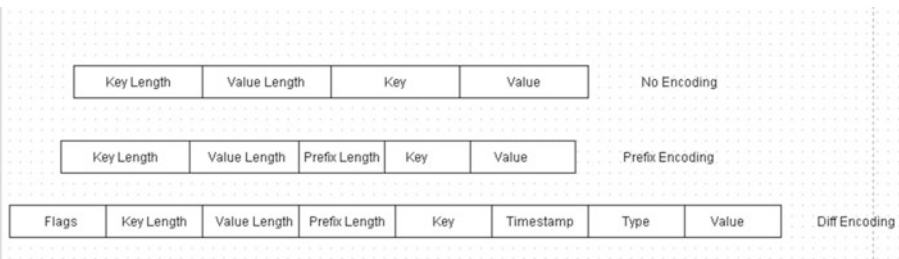 Key Length Value Length Key Value No Encoding
Key Length Value Length Prefix Length Key Value Prefix Encoding
Flags Key Length Value Length Prefix Length Key Timestamp Type Value Diff Encoding